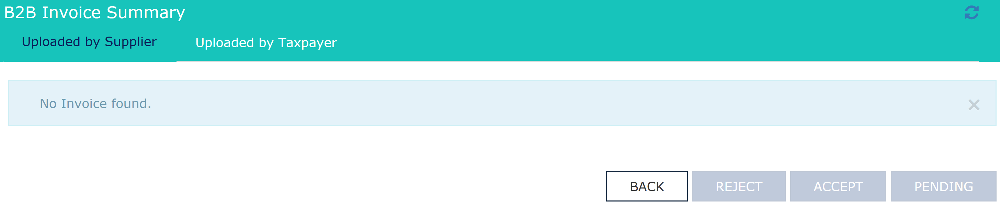 B2B Invoice Summary
Uploaded by Supplier
Uploaded by Taxpayer
No Invoice found.
BACK
REJECT
ACCEPT
PENDING